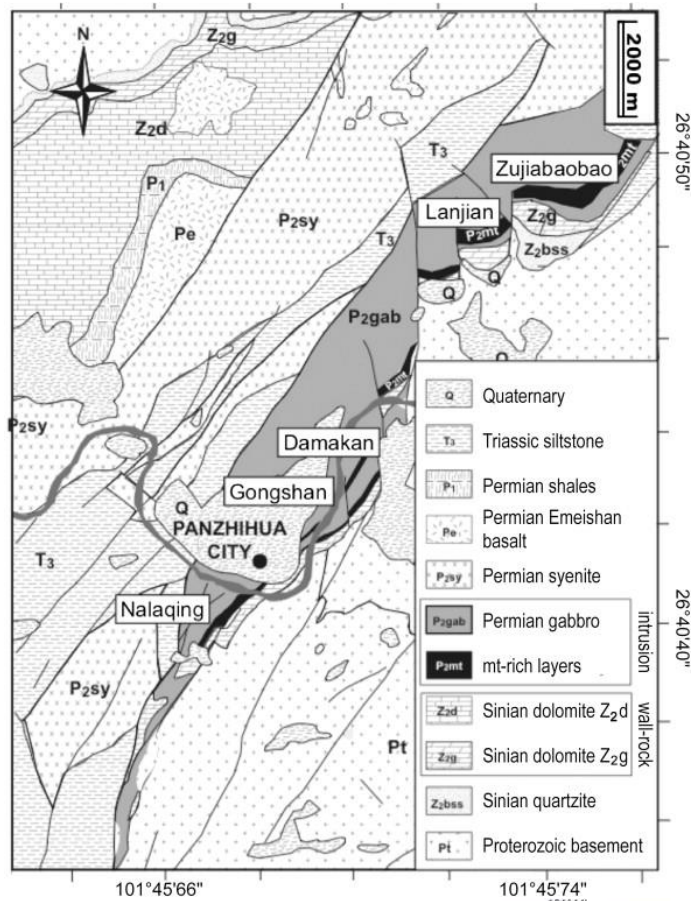 N
Z2g
2000 m
Z2d
26°40'50"
T3
P2mt
Zujiabaobao
P1
Lanjian
Pe
P2sy
T3
P2mt
Z2g
Z2bss
Q
Q
P2gab
Q
P2mt
P2sy
Damakan
Gongshan
Q
PANZHIHUA
CITY
T3
Nalaqing
P2sy
Pt
Q Quaternary
T3 Triassic siltstone
P1 Permian shales
Pe Permian Emeishan
basalt
P2sy Permian syenite
P2gab Permian gabbro
P2mt mt-rich layers
intrusion
Z2d Sinian dolomite Z2d
Z2g Sinian dolomite Z2g
wall-rock
Z2bss Sinian quartzite
Pt Proterozoic basement
26°40'40"
101°45'66"
101°45'74"